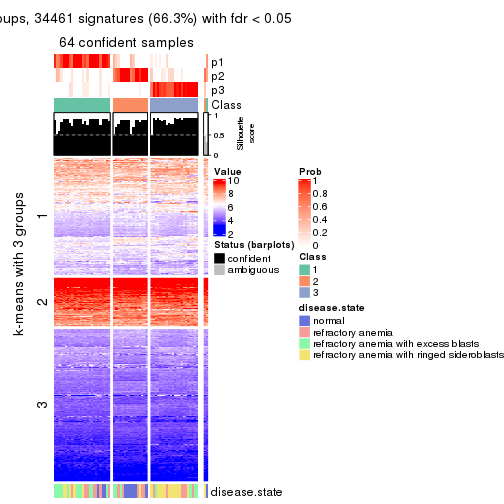 oups, 34461 signatures (66.3%) with fdr < 0.05
64 confident samples
p1
p2
p3
Class
1
0.5
0
Silhouette
score
k-means with 3 groups
1
2
3
disease.state
Value
10
8
6
4
2
Status (barplots)
confident
ambiguous
Prob
1
0.8
0.6
0.4
0.2
0
Class
1
2
3
disease.state
normal
refractory anemia
refractory anemia with excess blasts
refractory anemia with ringed sideroblasts